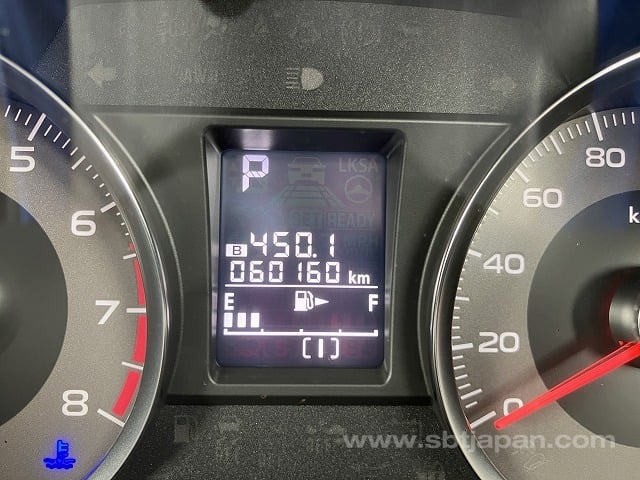 5
6
7
8
P
LKSA
SET READY
B 450.1
060160 km
E F
(1)
80
60
40
20
0
k
www.sbtjapan.com